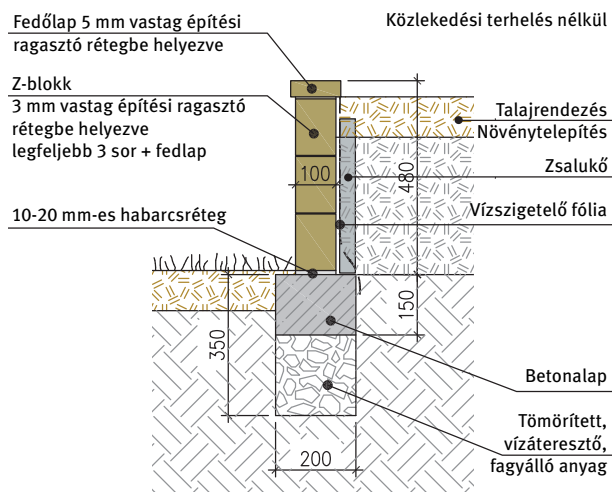 Fedőlap 5 mm vastag építési
ragasztó rétegbe helyezve
Közlekedési terhelés nélkül
Z-blokk
3 mm vastag építési ragasztó
rétegbe helyezve
legfeljebb 3 sor + fedlap
10-20 mm-es habarcsréteg
Talajrendezés
Növénytelepítés
Zsalukő
Vízszigetelő fólia
100
480
150
350
200
Betonalap
Tömörített,
vízáteresztő,
fagyálló anyag